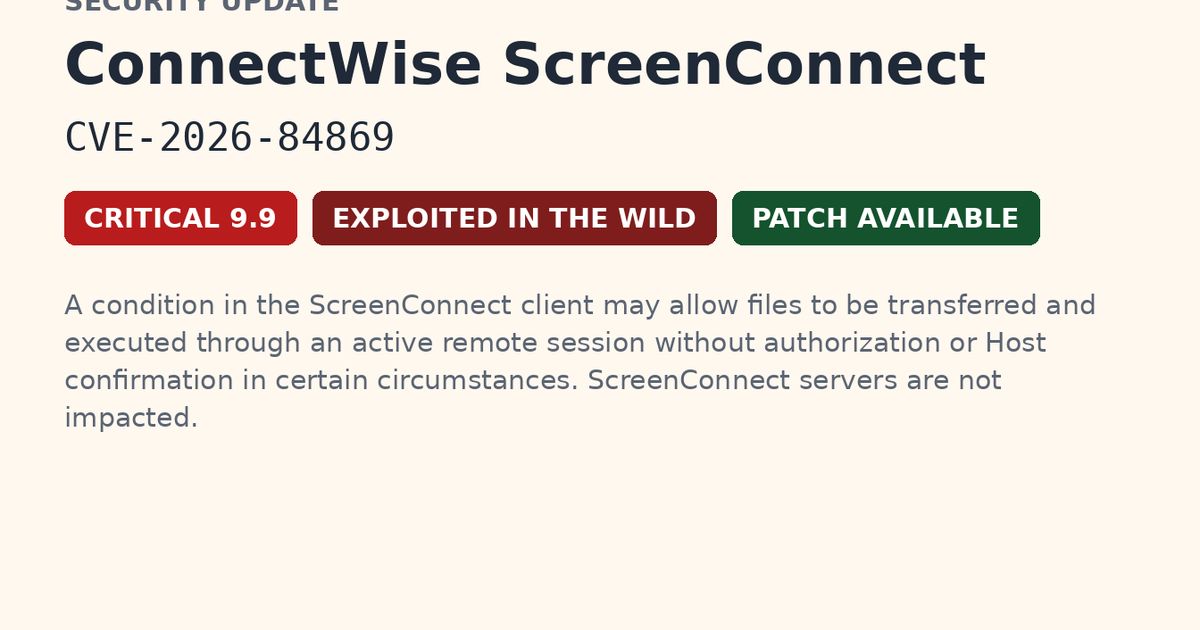 SECURITY UPDATE
ConnectWise ScreenConnect
CVE-2026-84869
CRITICAL 9.9 EXPLOITED IN THE WILD PATCH AVAILABLE
A condition in the ScreenConnect client may allow files to be transferred and
executed through an active remote session without authorization or Host
confirmation in certain circumstances. ScreenConnect servers are not
impacted.